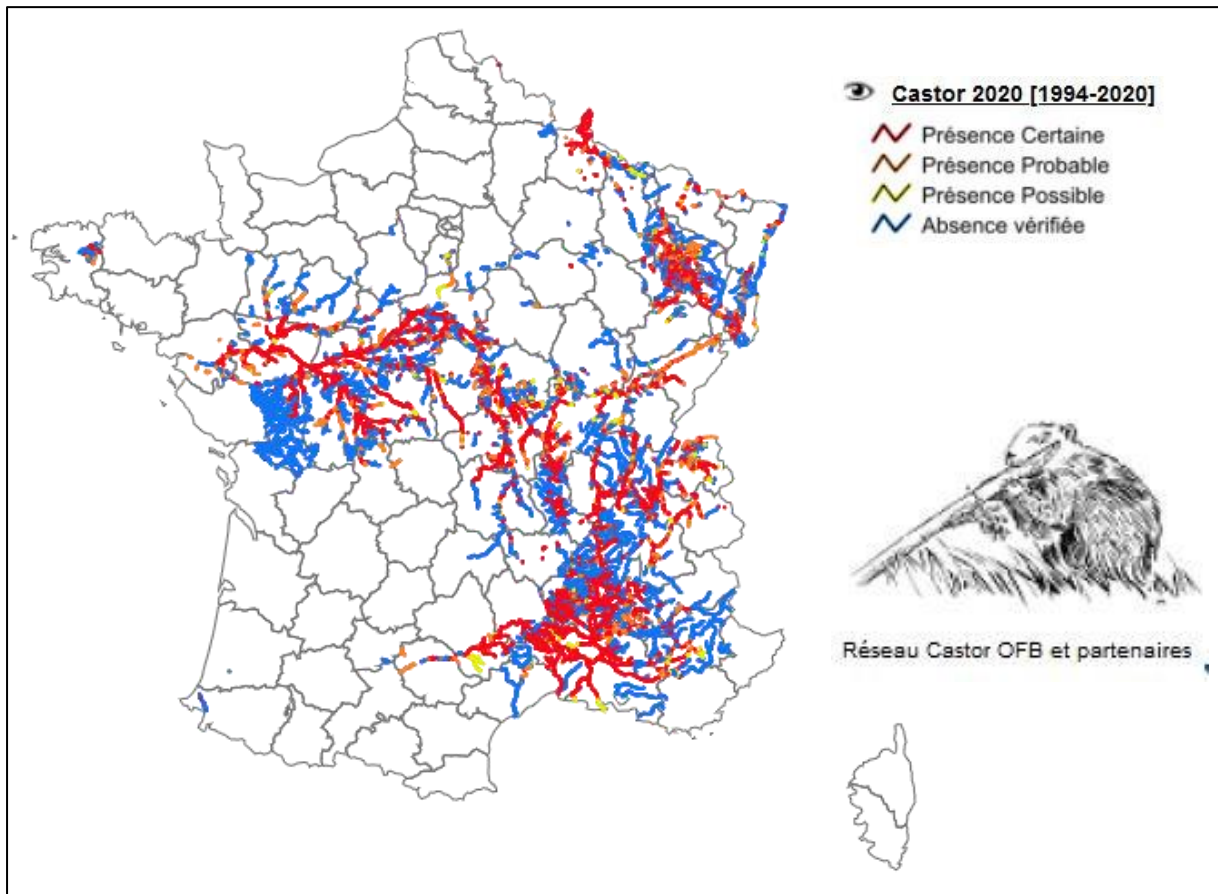 Castor 2020 [1994-2020]
Présence Certaine
Présence Probable
Présence Possible
Absence vérifiée
Réseau Castor OFB et partenaires